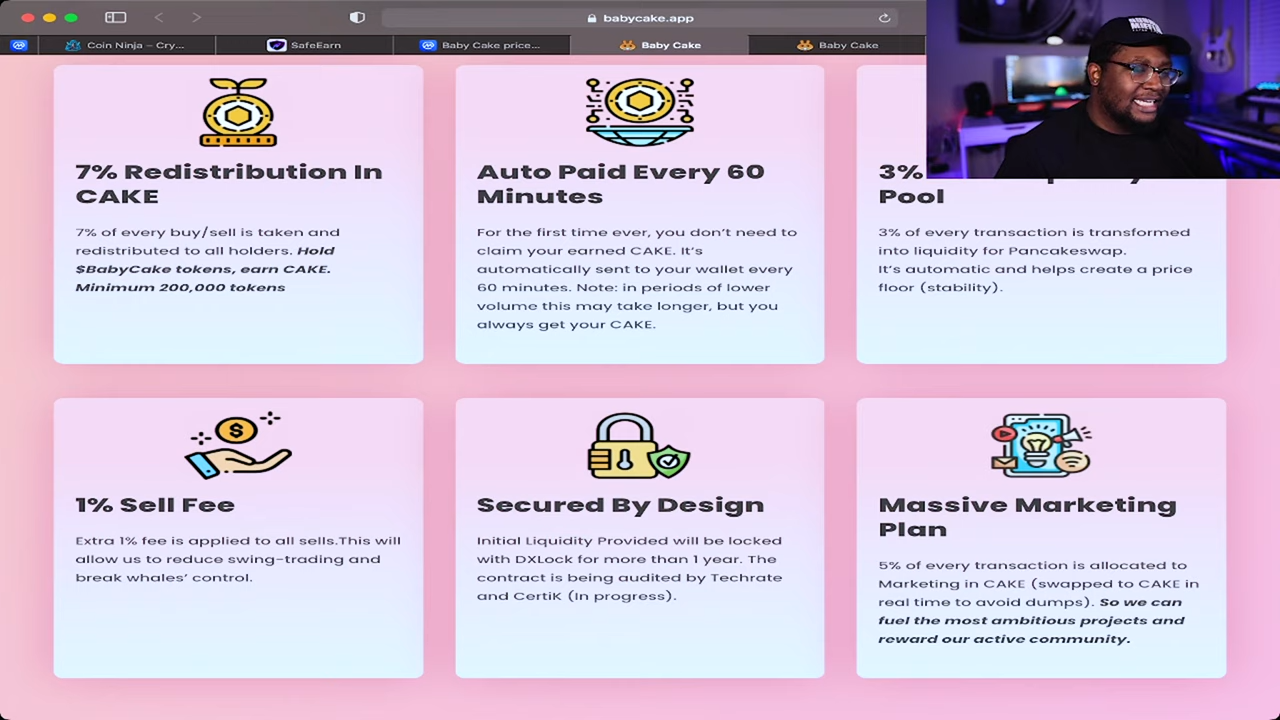 babycake.app
Coin Ninja – Cry...
SafeEarn
Baby Cake price...
Baby Cake
Baby Cake
7% Redistribution In
CAKE
7% of every buy/sell is taken and
redistributed to all holders. Hold
$BabyCake tokens, earn CAKE.
Minimum 200,000 tokens
Auto Paid Every 60
Minutes
For the first time ever, you don't need to
claim your earned CAKE. It's
automatically sent to your wallet every
60 minutes. Note: in periods of lower
volume this may take longer, but you
always get your CAKE.
3%
Pool
3% of every transaction is transformed
into liquidity for Pancakeswap.
It's automatic and helps create a price
floor (stability).
1% Sell Fee
Extra 1% fee is applied to all sells.This will
allow us to reduce swing-trading and
break whales' control.
Secured By Design
Initial Liquidity Provided will be locked
with DXLock for more than 1 year. The
contract is being audited by Techrate
and CertiK (In progress).
Massive Marketing
Plan
5% of every transaction is allocated to
Marketing in CAKE (swapped to CAKE in
real time to avoid dumps). So we can
fuel the most ambitious projects and
reward our active community.